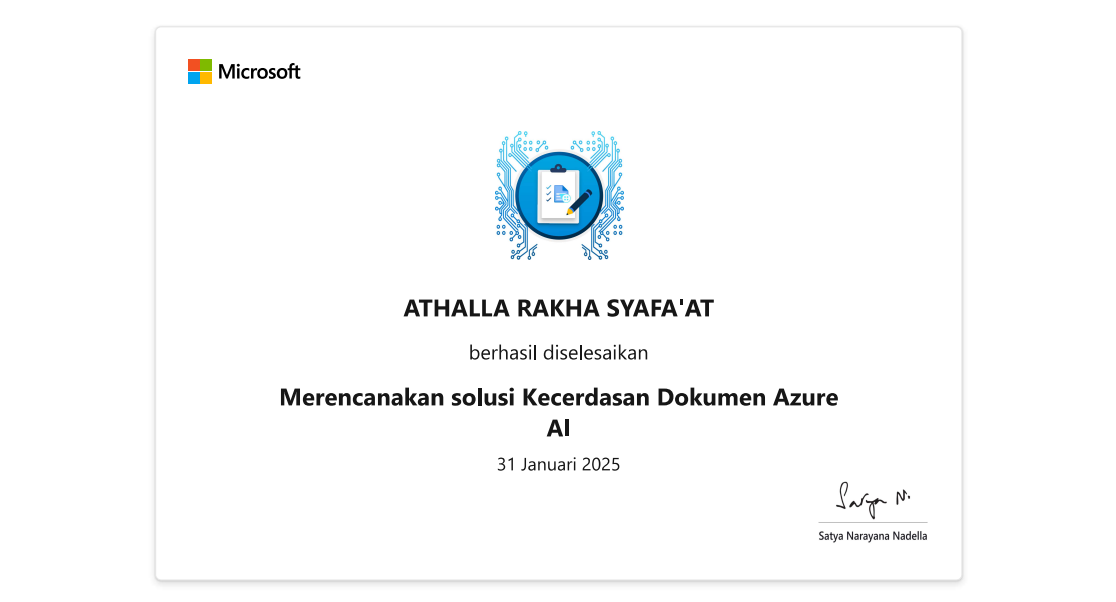 Microsoft
ATHALLA RAKHA SYAFA'AT
berhasil diselesaikan
Merencanakan solusi Kecerdasan Dokumen Azure
AI
31 Januari 2025
Satya N.
Satya Narayana Nadella